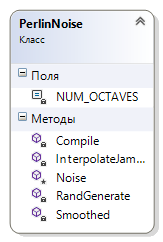 PerlinNoise
Класс
Поля
NUM_OCTAVES
Методы
Compile
InterpolateJam...
Noise
RandGenerate
Smoothed